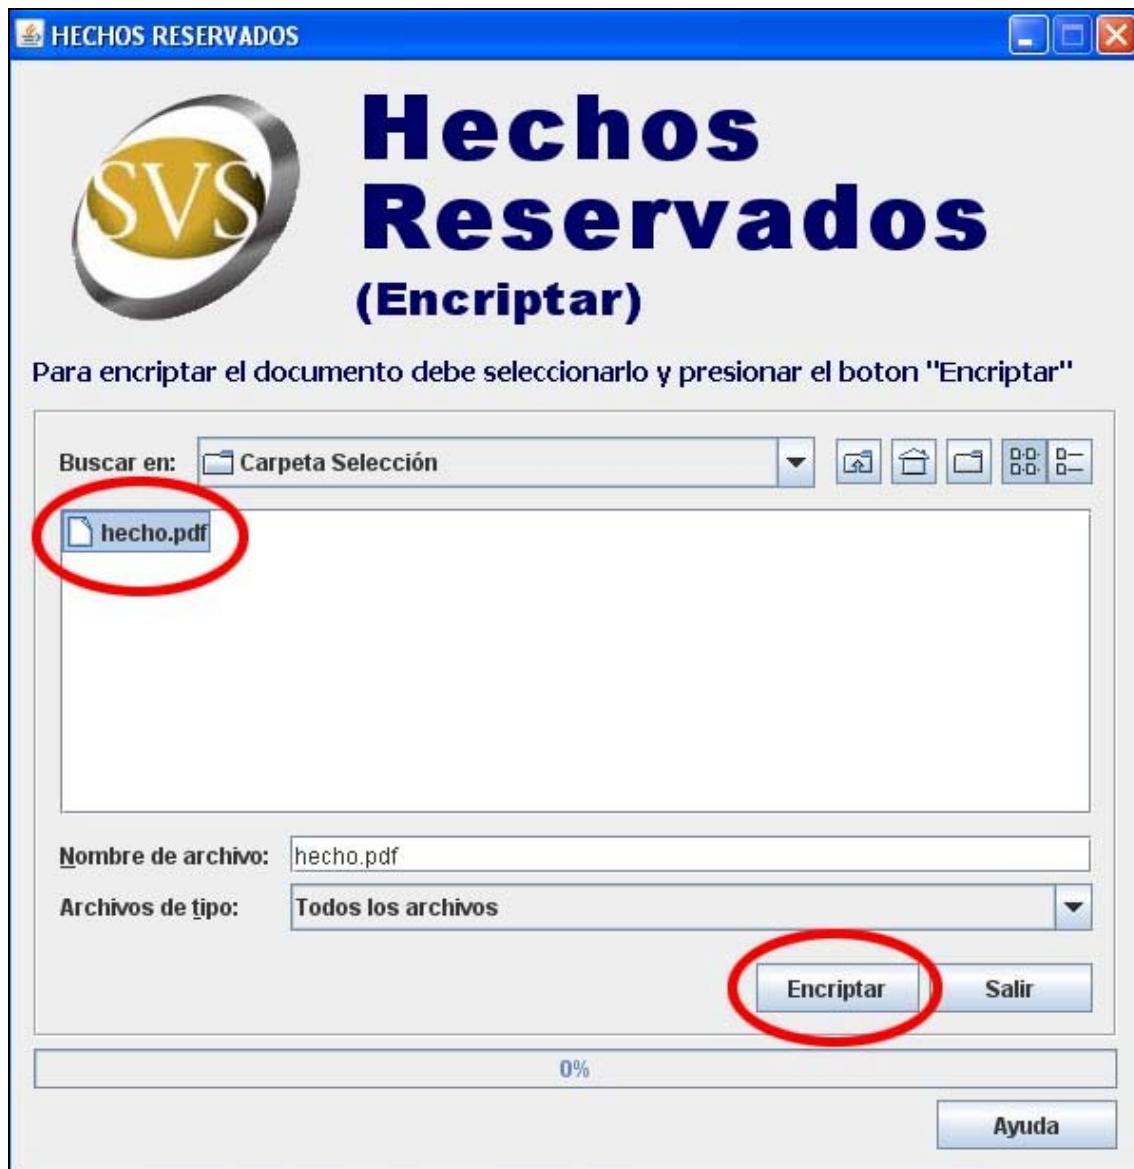 HECHOS RESERVADOS
SVS
Hechos
Reservados
(Encriptar)
Para encriptar el documento debe seleccionarlo y presionar el boton "Encriptar"
Buscar en: Carpeta Selección
hecho.pdf
Nombre de archivo: hecho.pdf
Archivos de tipo: Todos los archivos
Encriptar Salir
0%
Ayuda